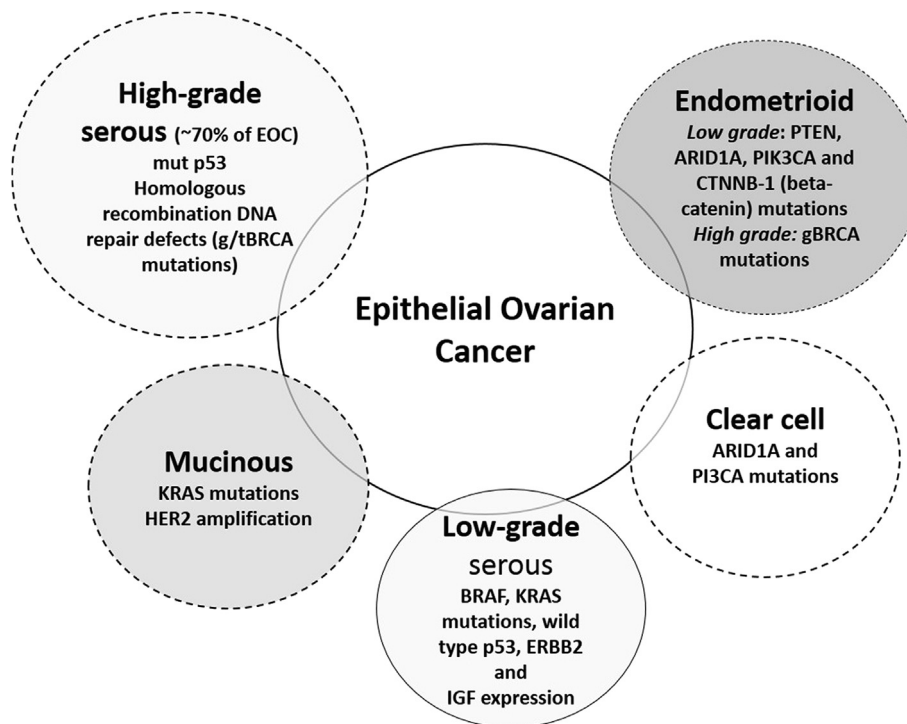 High-grade
serous (~70% of EOC)
mut p53
Homologous
recombination DNA
repair defects (g/tBRCA
mutations)
Endometrioid
Low grade: PTEN,
ARID1A, PIK3CA and
CTNNB-1 (beta-
catenin) mutations
High grade: gBRCA
mutations
Epithelial Ovarian
Cancer
Clear cell
ARID1A and
PI3CA mutations
Mucinous
KRAS mutations
HER2 amplification
Low-grade
serous
BRAF, KRAS
mutations, wild
type p53, ERBB2
and
IGF expression